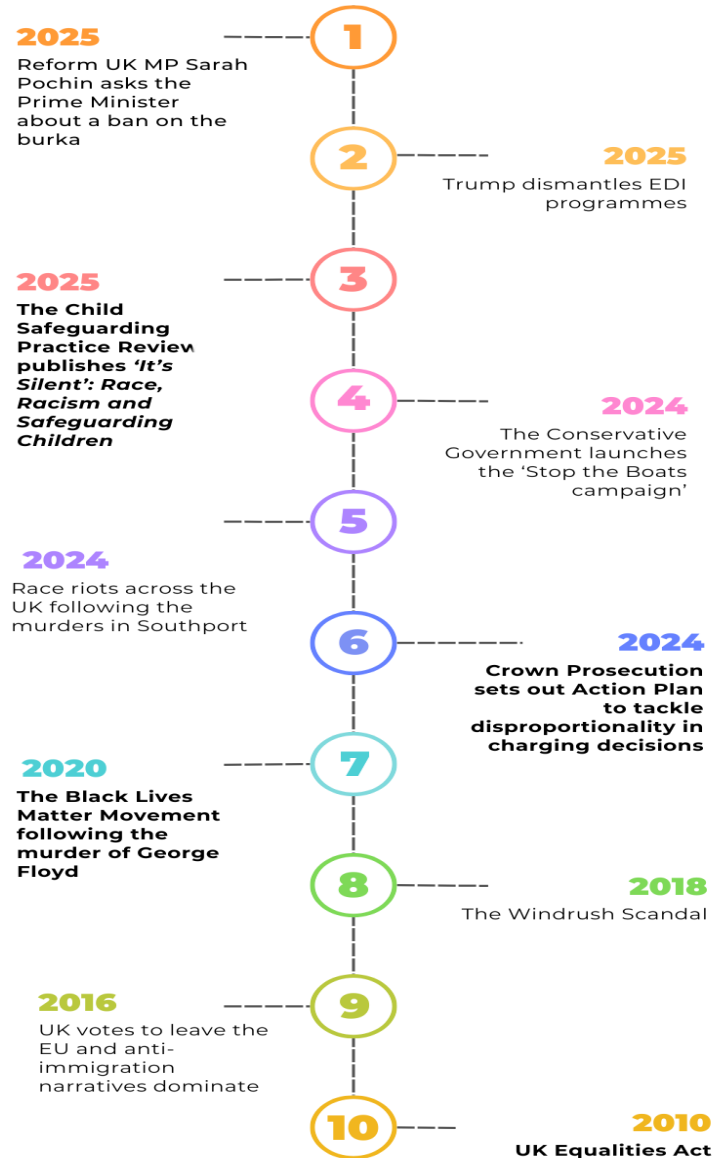 1
2025
Reform UK MP Sarah
Pochin asks the
Prime Minister
about a ban on the
burka
2
2025
Trump dismantles EDI
programmes
3
2025
The Child
Safeguarding
Practice Review
publishes ‘It’s
Silent’: Race,
Racism and
Safeguarding
Children
4
2024
The Conservative
Government launches
the ‘Stop the Boats
campaign’
5
2024
Race riots across the
UK following the
murders in Southport
6
2024
Crown Prosecution
sets out Action Plan
to tackle
disproportionality in
charging decisions
7
2020
The Black Lives
Matter Movement
following the
murder of George
Floyd
8
2018
The Windrush Scandal
9
2016
UK votes to leave the
EU and anti-
immigration
narratives dominate
10
2010
UK Equalities Act